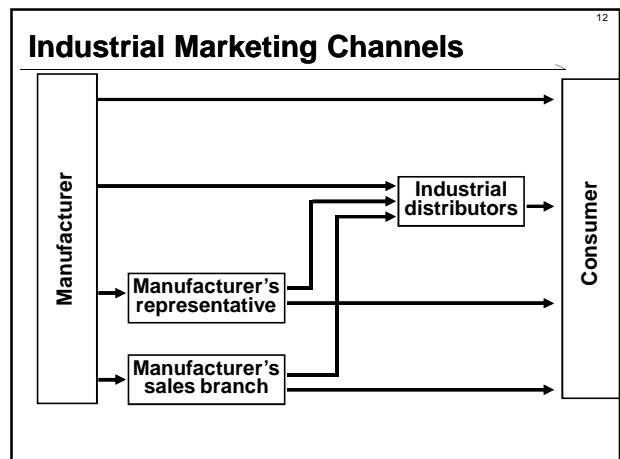 12
Industrial Marketing Channels
Manufacturer
Industrial
distributors
Consumer
Manufacturer's
representative
Manufacturer's
sales branch